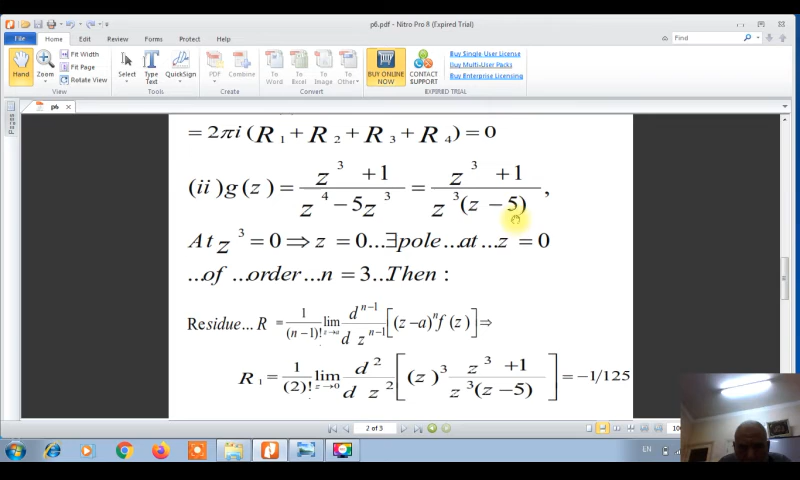 p6.pdf - Nitro Pro 8 (Expired Trial)
File Home Edit Review Forms Protect Help
Find
Hand
Zoom
Fit Width
Fit Page
Rotate View
View
Select
Type Text
QuickSign
Tools
PDF
Combine
Create
To Word
To Excel
To Image
To Other
Convert
BUY ONLINE NOW
CONTACT SUPPORT
Buy Single User License
Buy Multi-User Packs
Buy Enterprise Licensing
EXPIRED TRIAL
p6
= 2πi (R₁ + R₂ + R₃ + R₄) = 0
(ii) g(z) = (z³ + 1)/(z⁴ − 5z³) = (z³ + 1)/(z³(z − 5)),
At z³ = 0 ⇒ z = 0...∃pole...at...z = 0
...of ...order...n = 3...Then :
Residue... R = 1/(n−1)! lim z→a d^(n−1)/dz^(n−1) [(z−a)ⁿ f(z)] ⇒
R₁ = 1/(2)! lim z→0 d²/dz² [(z)³ (z³ + 1)/(z³(z − 5))] = −1/125
2 of 3
EN